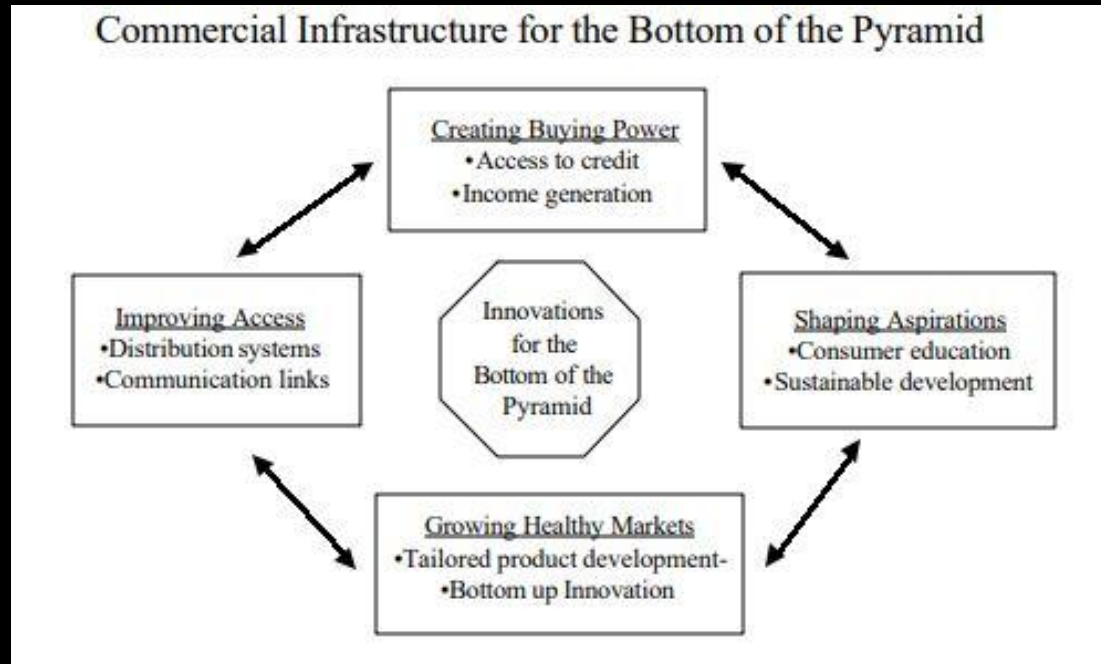 Commercial Infrastructure for the Bottom of the Pyramid
Creating Buying Power
•Access to credit
•Income generation
Improving Access
•Distribution systems
•Communication links
Innovations
for the
Bottom of the
Pyramid
Shaping Aspirations
•Consumer education
•Sustainable development
Growing Healthy Markets
•Tailored product development-
•Bottom up Innovation